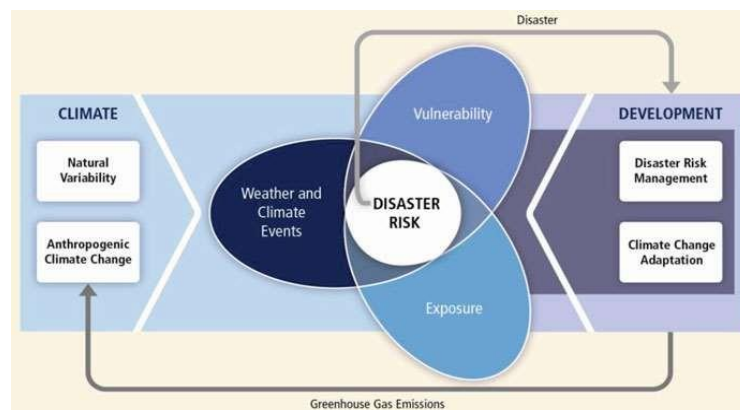 Disaster
CLIMATE
Natural
Variability
Anthropogenic
Climate Change
Vulnerability
Weather and
Climate
Events
DISASTER
RISK
Exposure
DEVELOPMENT
Disaster Risk
Management
Climate Change
Adaptation
Greenhouse Gas Emissions